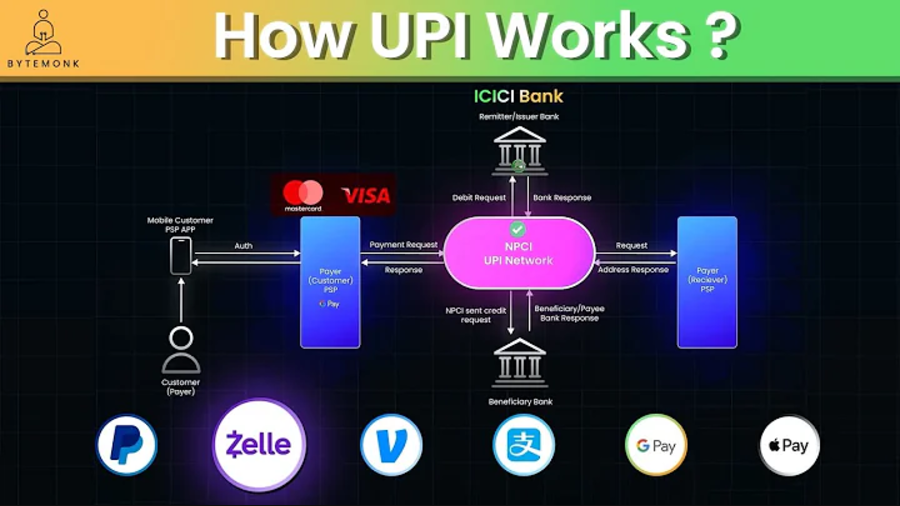 How UPI Works ?
BYTEMONK
ICICI Bank
Remitter/Issuer Bank
mastercard
VISA
Debit Request
Bank Response
Mobile Customer
PSP APP
Auth
Payer
(Customer)
PSP
G Pay
Payment Request
Response
NPCI
UPI Network
Request
Address Response
Payer
(Reciever)
PSP
NPCI sent credit
request
Beneficiary/Payee
Bank Response
Customer
(Payer)
Beneficiary Bank
Zelle
支
G Pay
Pay